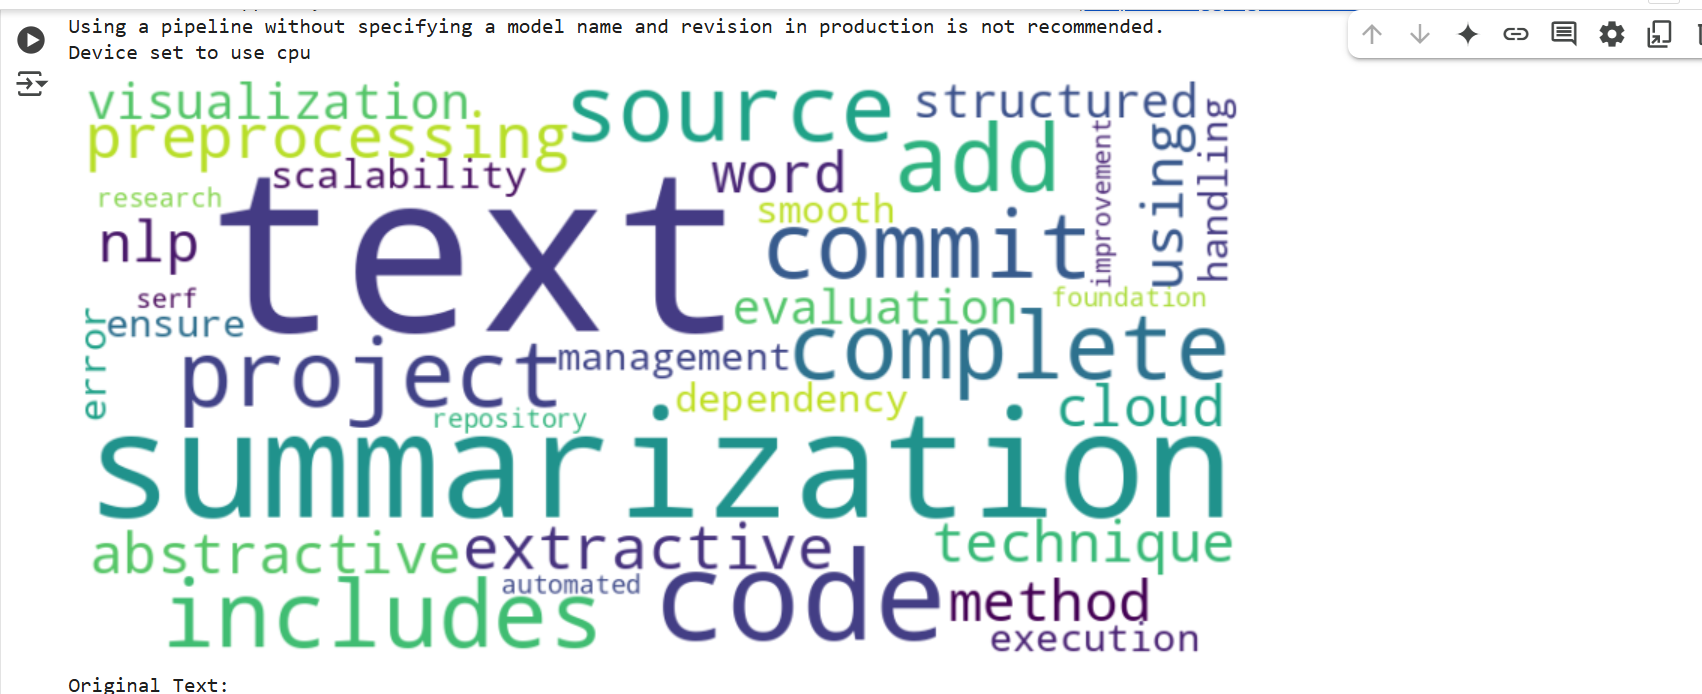 Using a pipeline without specifying a model name and revision in production is not recommended.
Device set to use cpu
visualization
source
structured
preprocessing
add
handling
improvement
using
scalability
word
research
text
smooth
nlp
commit
serf
evaluation
foundation
ensure
error
complete
project
management
dependency
cloud
repository
summarization
abstractive
extractive
technique
automated
includes
code
method
execution
Original Text: